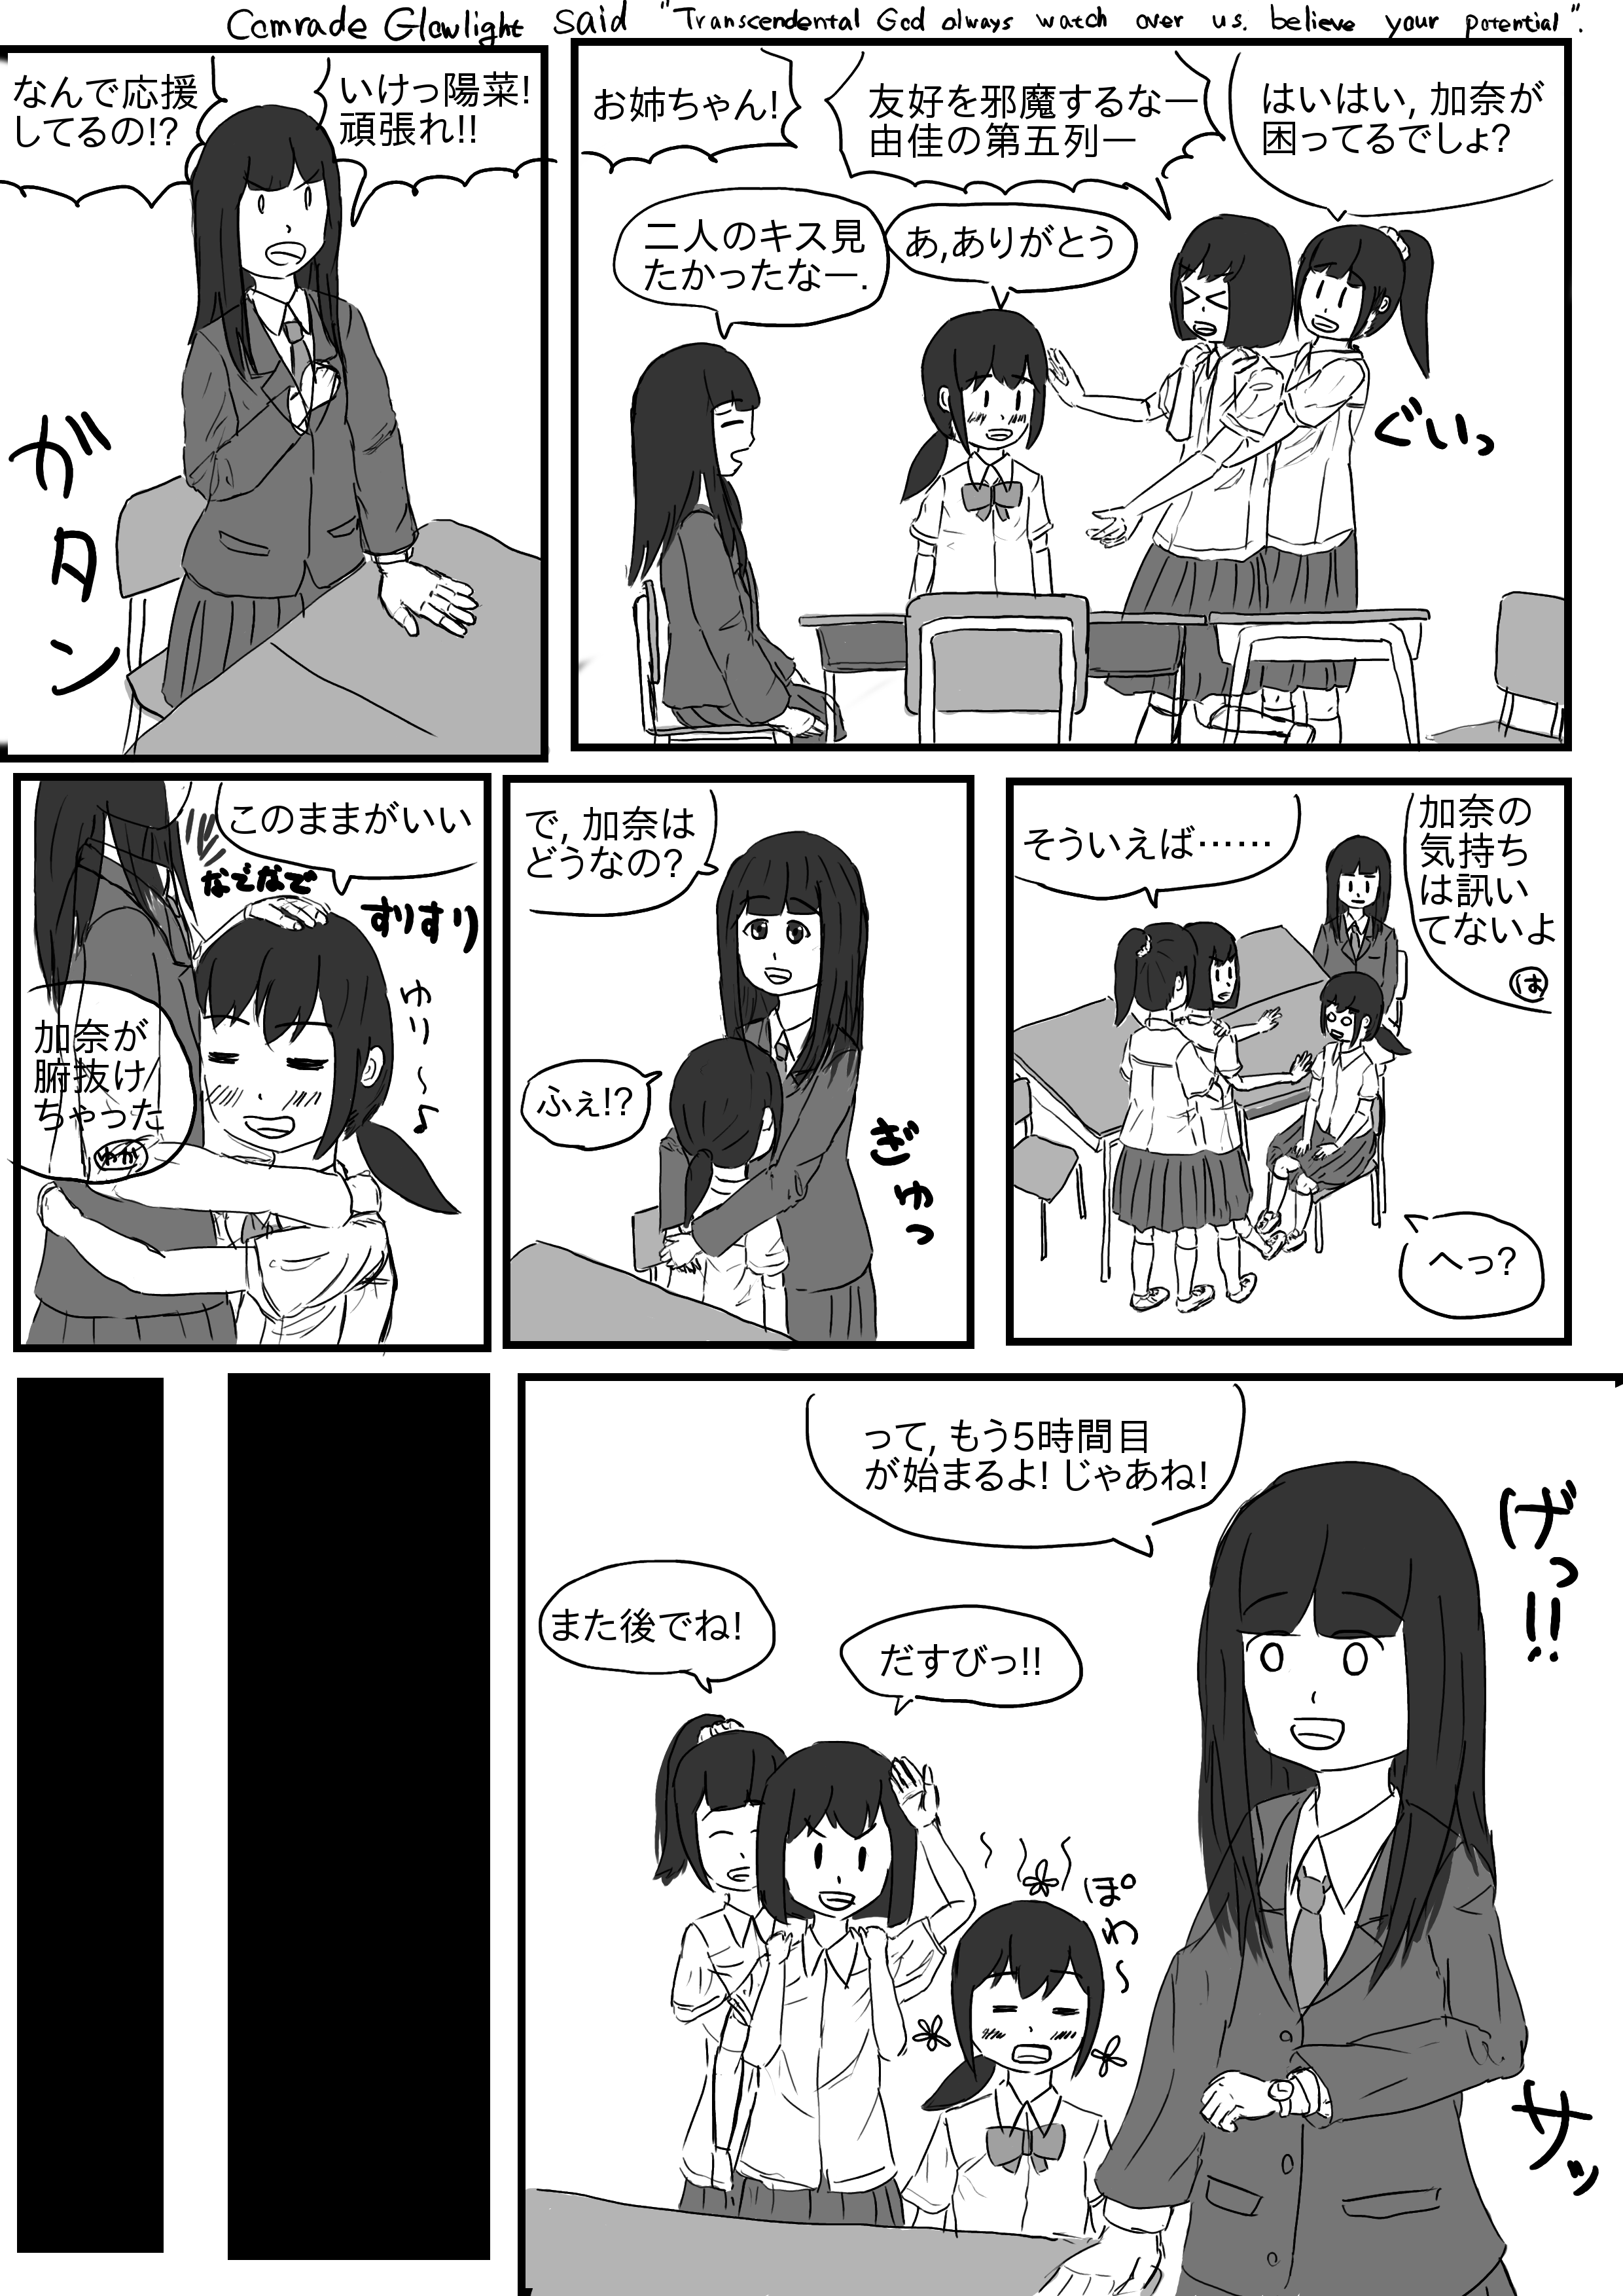 Comrade Glowlight said "Transcendental God always watch over us. believe your potential".
はいはい, 加奈が
困ってるでしょ?
友好を邪魔するなー
由佳の第五列ー
お姉ちゃん!
あ,ありがとう
二人のキス見
たかったなー.
ぐいっ
いけっ陽菜!
頑張れ!!
なんで応援
してるの!?
ガタン
加奈の
気持ち
は訊い
てないよ
は
そういえば……
へっ?
で, 加奈は
どうなの?
ふぇ!?
ぎゅっ
このままがいい
なでなで
すりすり
ゆり～♪
加奈が
腑抜け
ちゃった
ゆか
って, もう5時間目
が始まるよ! じゃあね!
げっ!!
だすびっ!!
また後でね!
ぽわ～
サッ